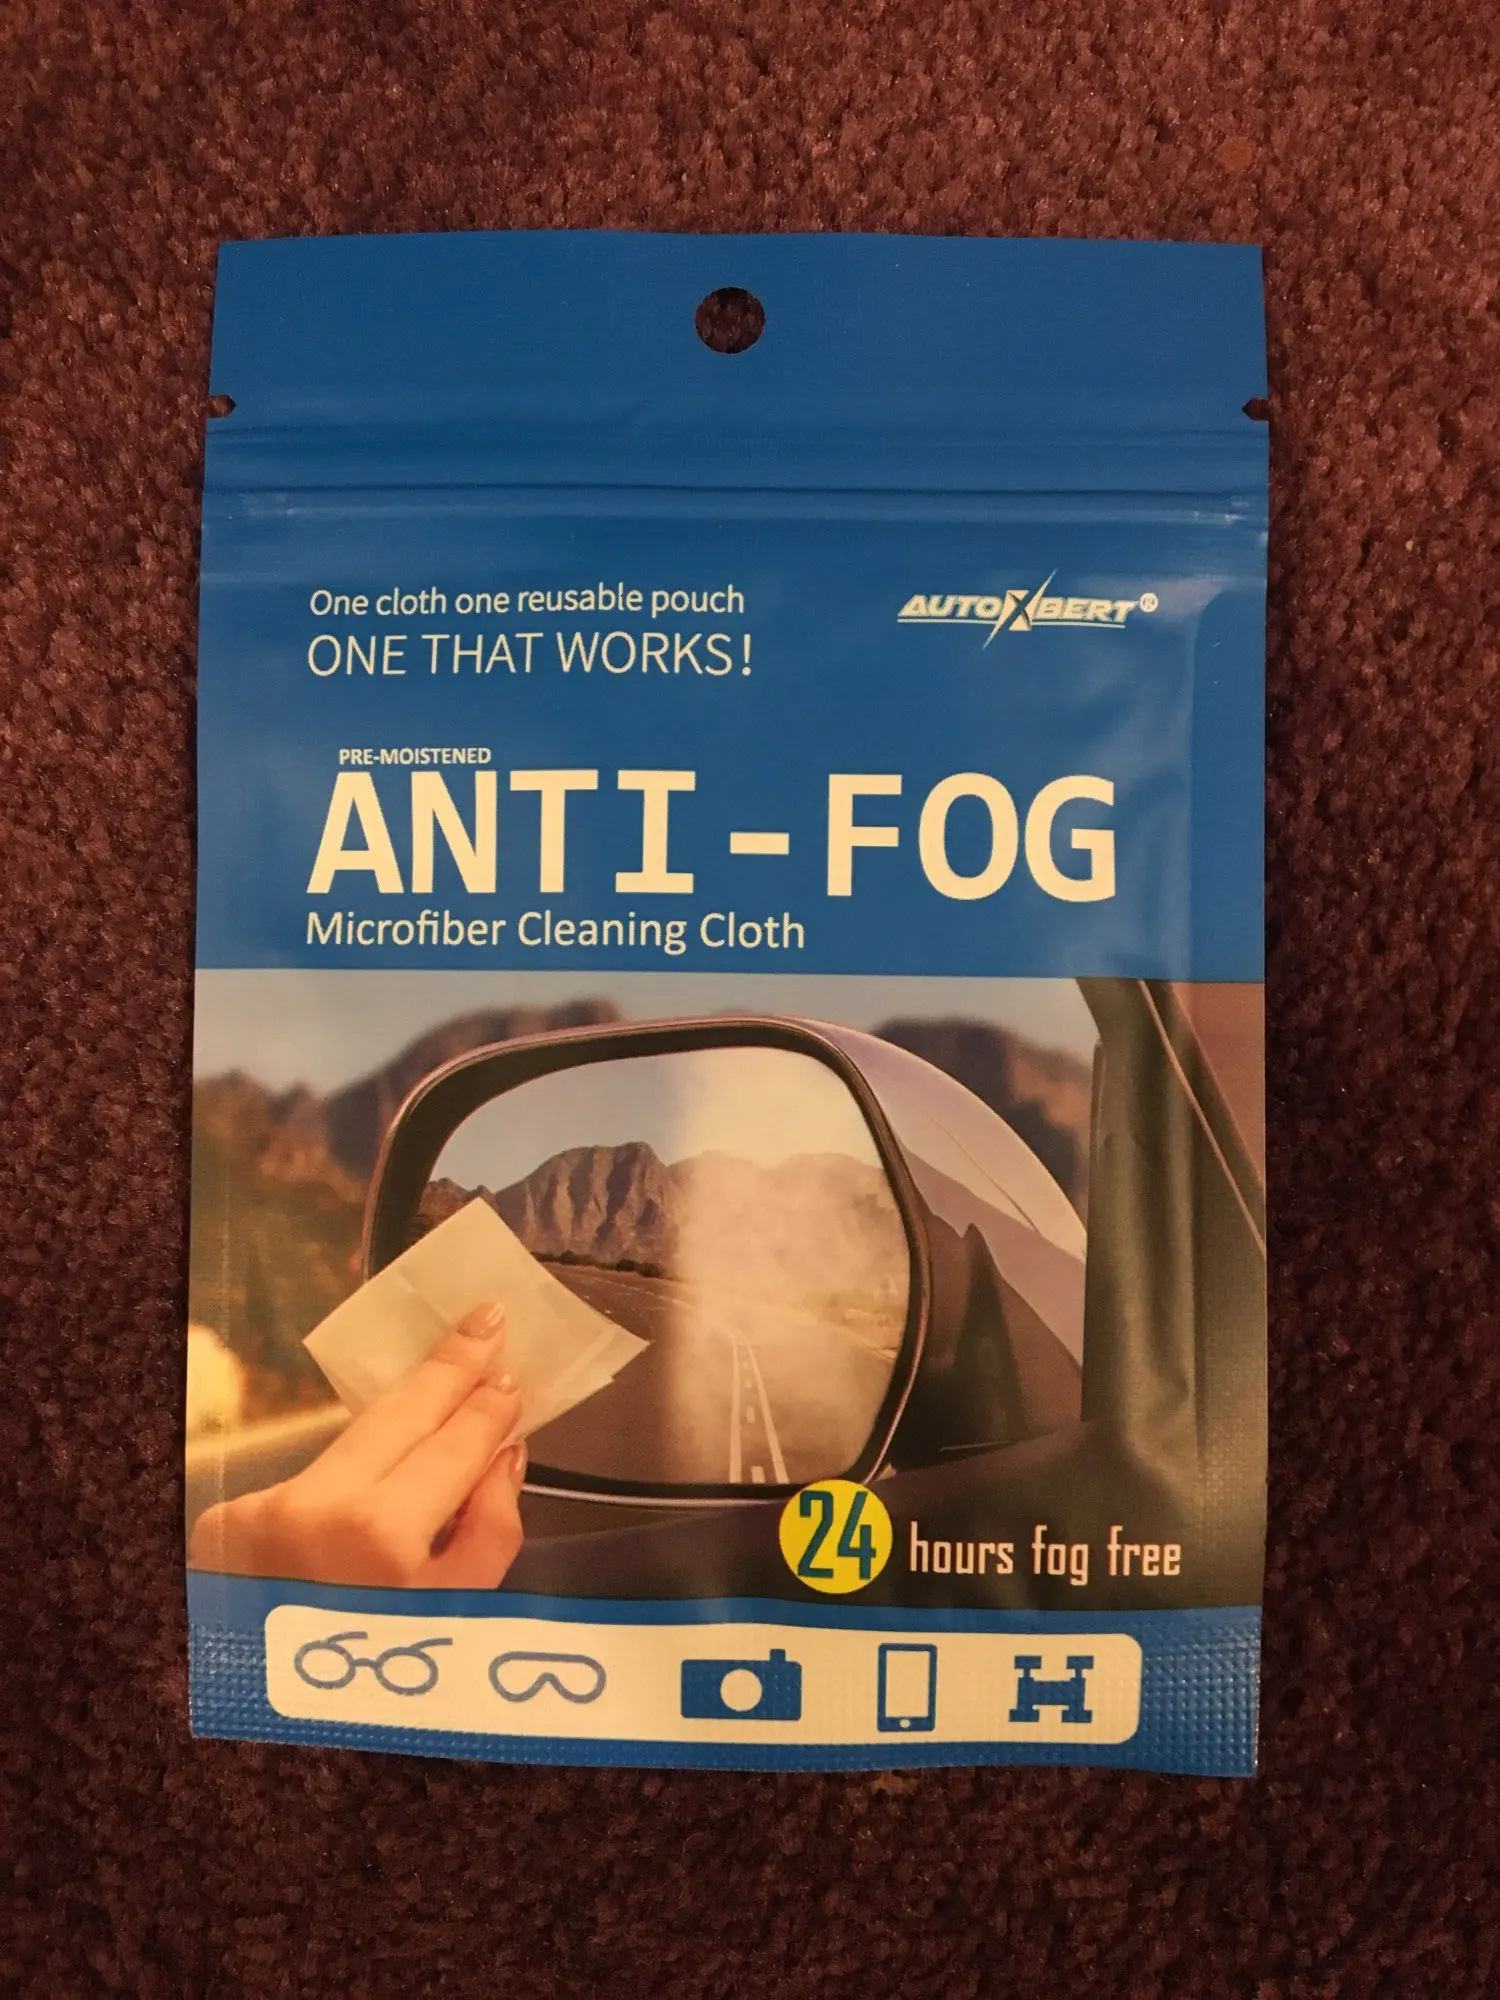 One cloth one reusable pouch
ONE THAT WORKS!
AUTOXBERT®
PRE-MOISTENED
ANTI-FOG
Microfiber Cleaning Cloth
24 hours fog free